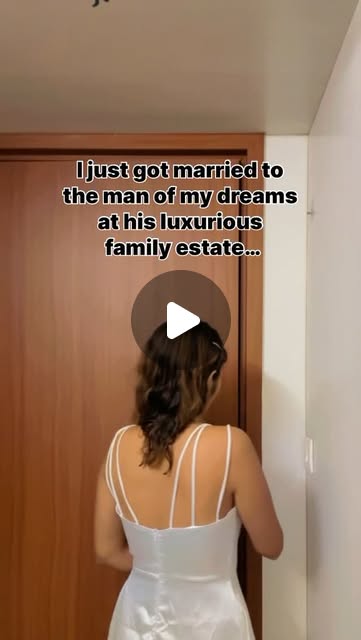 I just got married to
the man of my dreams
at his luxurious
family estate...